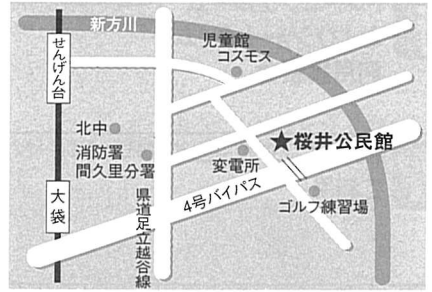 新方川
せんげん台
児童館
コスモス
北中
消防署
間久里分署
★桜井公民館
変電所
大袋
県道足立越谷線
4号バイパス
ゴルフ練習場